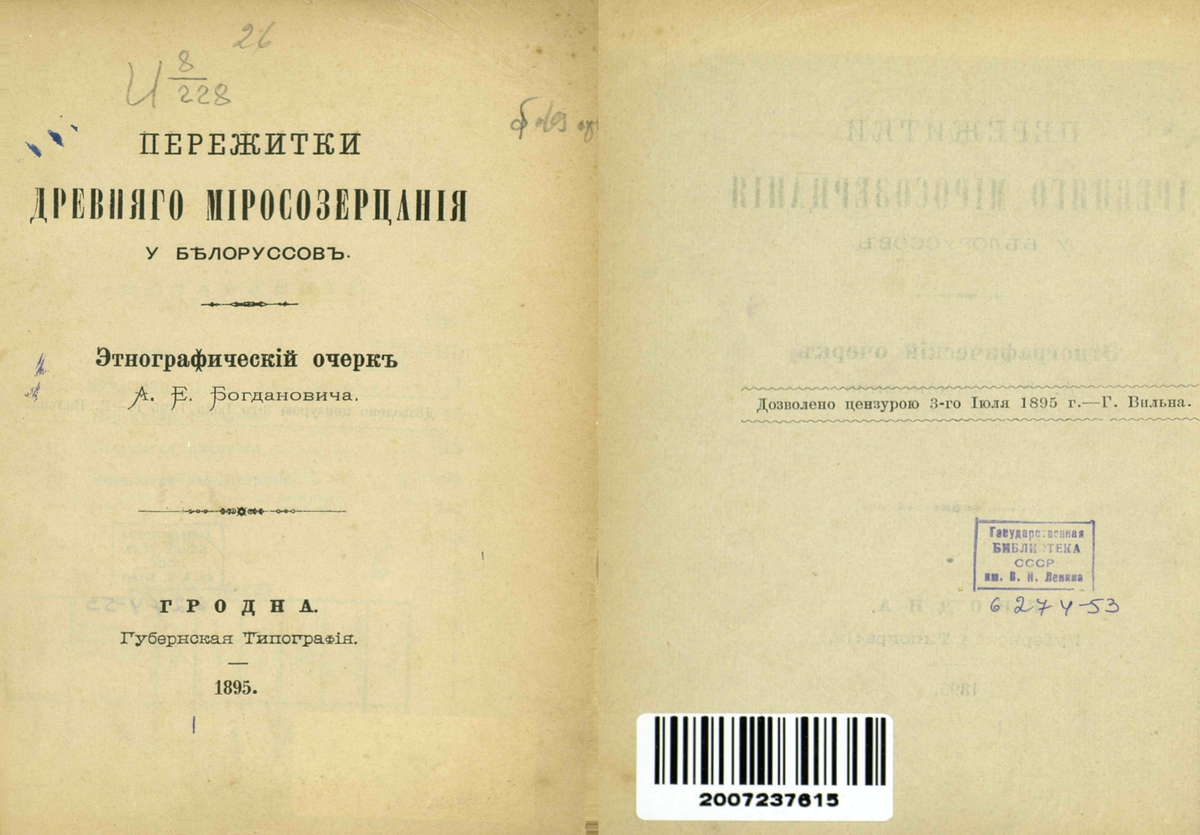 26
И 8/228
ПЕРЕЖИТКИ
ДРЕВНЯГО МІРОСОЗЕРЦАНІЯ
У БѢЛОРУССОВЪ.
Этнографическій очеркъ
А. Е. Богдановича.
ГРОДНА.
Губернская Типографія.
1895.
Дозволено цензурою 3-го Іюля 1895 г.—Г. Вильна.
Государственная
БИБЛИОТЕКА
СССР
им. В. И. Ленина
6274-53
2007237615